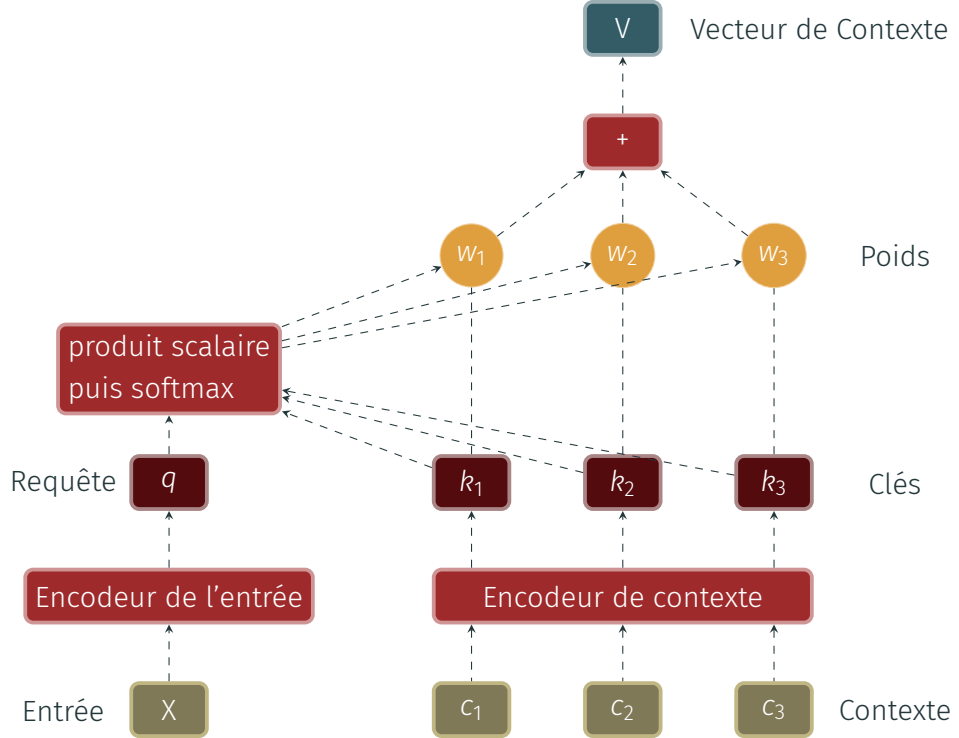 V Vecteur de Contexte
+
w1 w2 w3 Poids
produit scalaire
puis softmax
Requête q k1 k2 k3 Clés
Encodeur de l'entrée Encodeur de contexte
Entrée X c1 c2 c3 Contexte